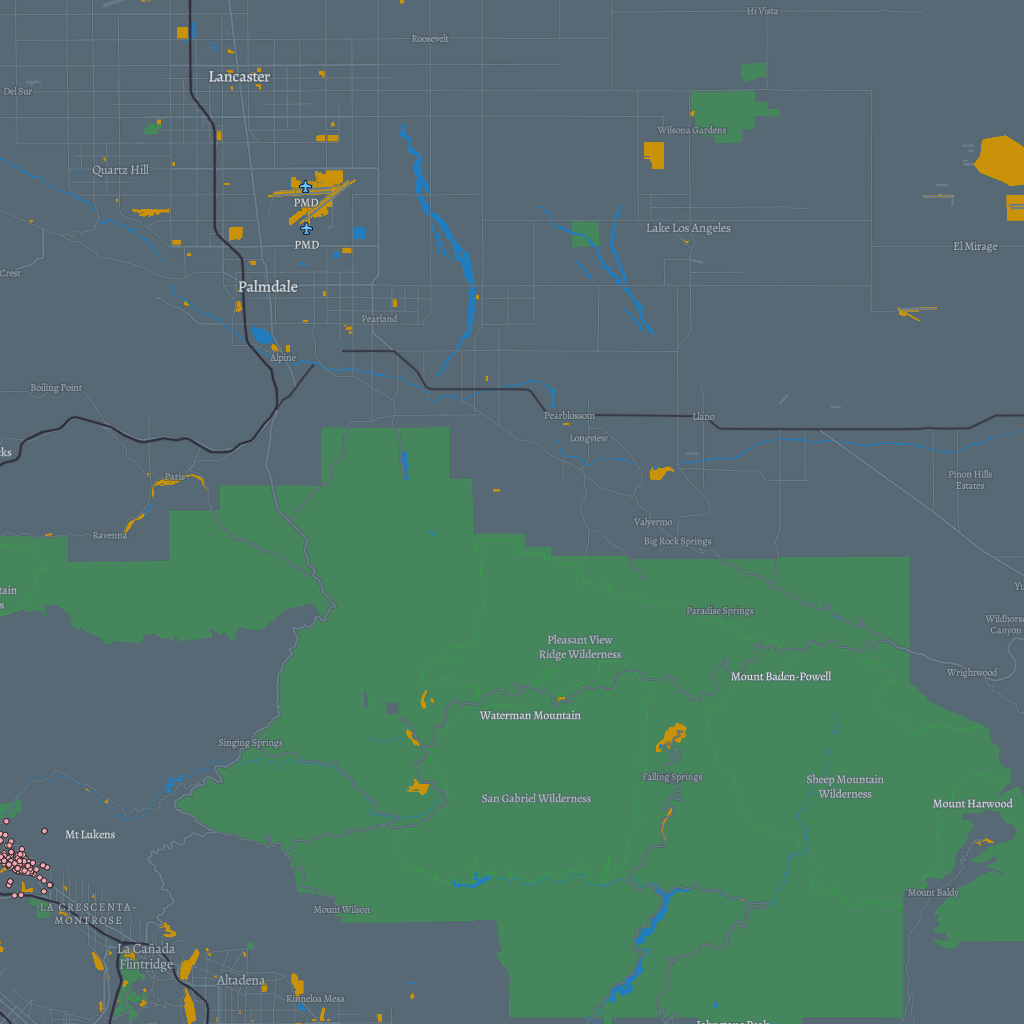 Hi Vista
Roosevelt
Lancaster
Del Sur
Wilsona Gardens
Quartz Hill
PMD
PMD
Lake Los Angeles
El Mirage
Crest
Palmdale
Pearland
Alpine
Boiling Point
Pearblossom
Llano
Longview
cks
Paris
Pinon Hills
Estates
Valyermo
Ravenna
Big Rock Springs
tain
s
Yu
Paradise Springs
Wildhorse
Canyon
Pleasant View
Ridge Wilderness
Wrightwood
Mount Baden-Powell
Waterman Mountain
Singing Springs
Falling Springs
Sheep Mountain
Wilderness
San Gabriel Wilderness
Mount Harwood
Mt Lukens
Mount Baldy
LA CRESCENTA-
MONTROSE
Mount Wilson
La Cañada
Flintridge
Altadena
Kinneloa Mesa